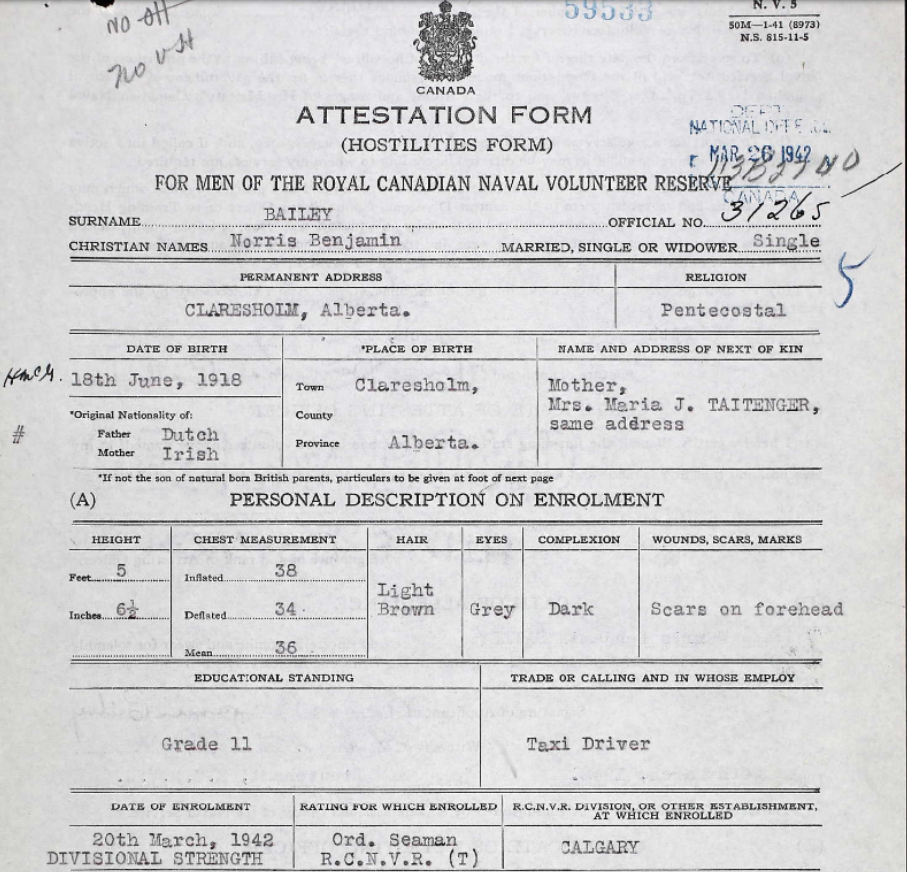 no off
no VH
59533
N. V. 5
50M—1-41 (8973)
N.S. 815-11-5
CANADA
ATTESTATION FORM
(HOSTILITIES FORM)
DEPT
NATIONAL DEFENCE
MAR 26 1942
CANADA
FOR MEN OF THE ROYAL CANADIAN NAVAL VOLUNTEER RESERVE
SURNAME BAILEY OFFICIAL NO. 31265
CHRISTIAN NAMES Norris Benjamin MARRIED, SINGLE OR WIDOWER Single
5
PERMANENT ADDRESS RELIGION
CLARESHOLM, Alberta. Pentecostal
DATE OF BIRTH *PLACE OF BIRTH NAME AND ADDRESS OF NEXT OF KIN
18th June, 1918 Town Claresholm, Mother,
Mrs. Maria J. TAITENGER,
*Original Nationality of: County same address
# Father Dutch Province Alberta.
Mother Irish
*If not the son of natural born British parents, particulars to be given at foot of next page
(A) PERSONAL DESCRIPTION ON ENROLMENT
HEIGHT CHEST MEASUREMENT HAIR EYES COMPLEXION WOUNDS, SCARS, MARKS
Feet 5 Inflated 38
Inches 6½ Deflated 34 Light Brown Grey Dark Scars on forehead
Mean 36
EDUCATIONAL STANDING TRADE OR CALLING AND IN WHOSE EMPLOY
Grade 11 Taxi Driver
DATE OF ENROLMENT RATING FOR WHICH ENROLLED R.C.N.V.R. DIVISION, OR OTHER ESTABLISHMENT, AT WHICH ENROLLED
20th March, 1942 Ord. Seaman CALGARY
DIVISIONAL STRENGTH R.C.N.V.R. (T)